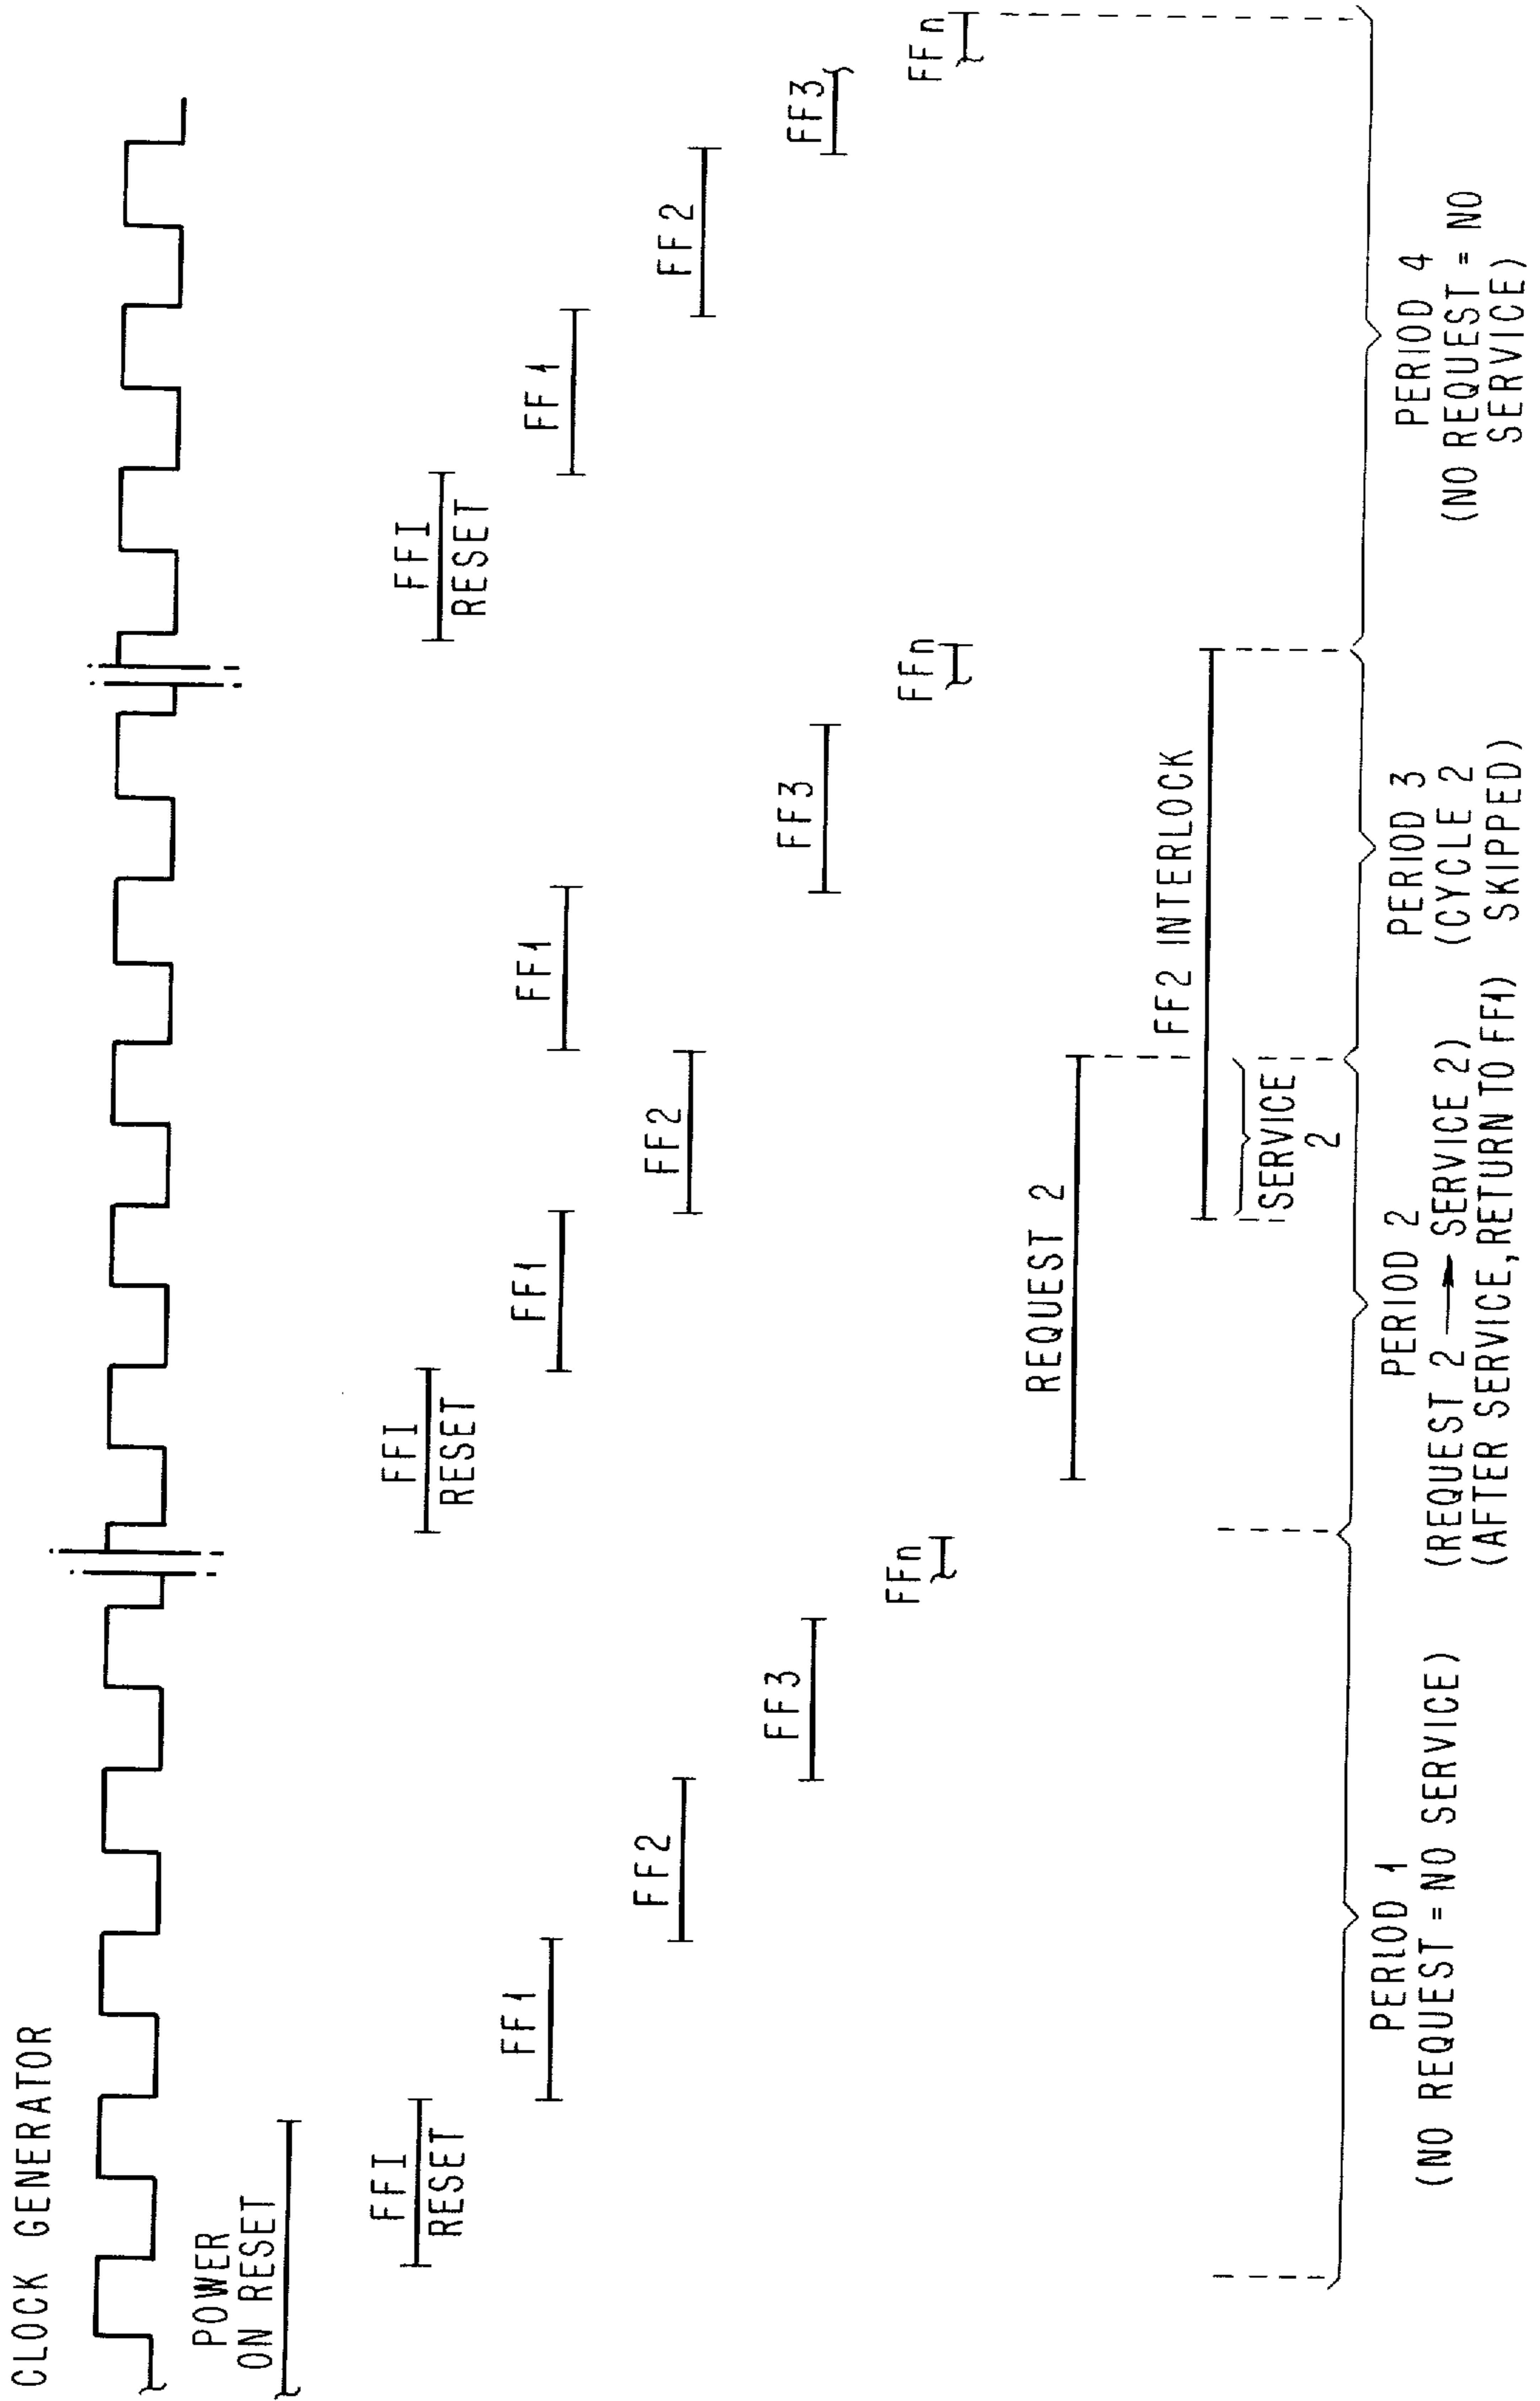 CLOCK GENERATOR
POWER
ON RESET
FFI
RESET
FFI
RESET
FFI
RESET
FF1
FF1
FF1
FF1
FF2
FF2
FF2
FF3
FF3
FF3
FFn
FFn
FFn
REQUEST 2
FF2 INTERLOCK
SERVICE
2
PERIOD 1
(NO REQUEST = NO SERVICE)
PERIOD 2
(REQUEST 2 → SERVICE 2)
(AFTER SERVICE, RETURN TO FF1)
PERIOD 3
(CYCLE 2
SKIPPED)
PERIOD 4
(NO REQUEST = NO
SERVICE)